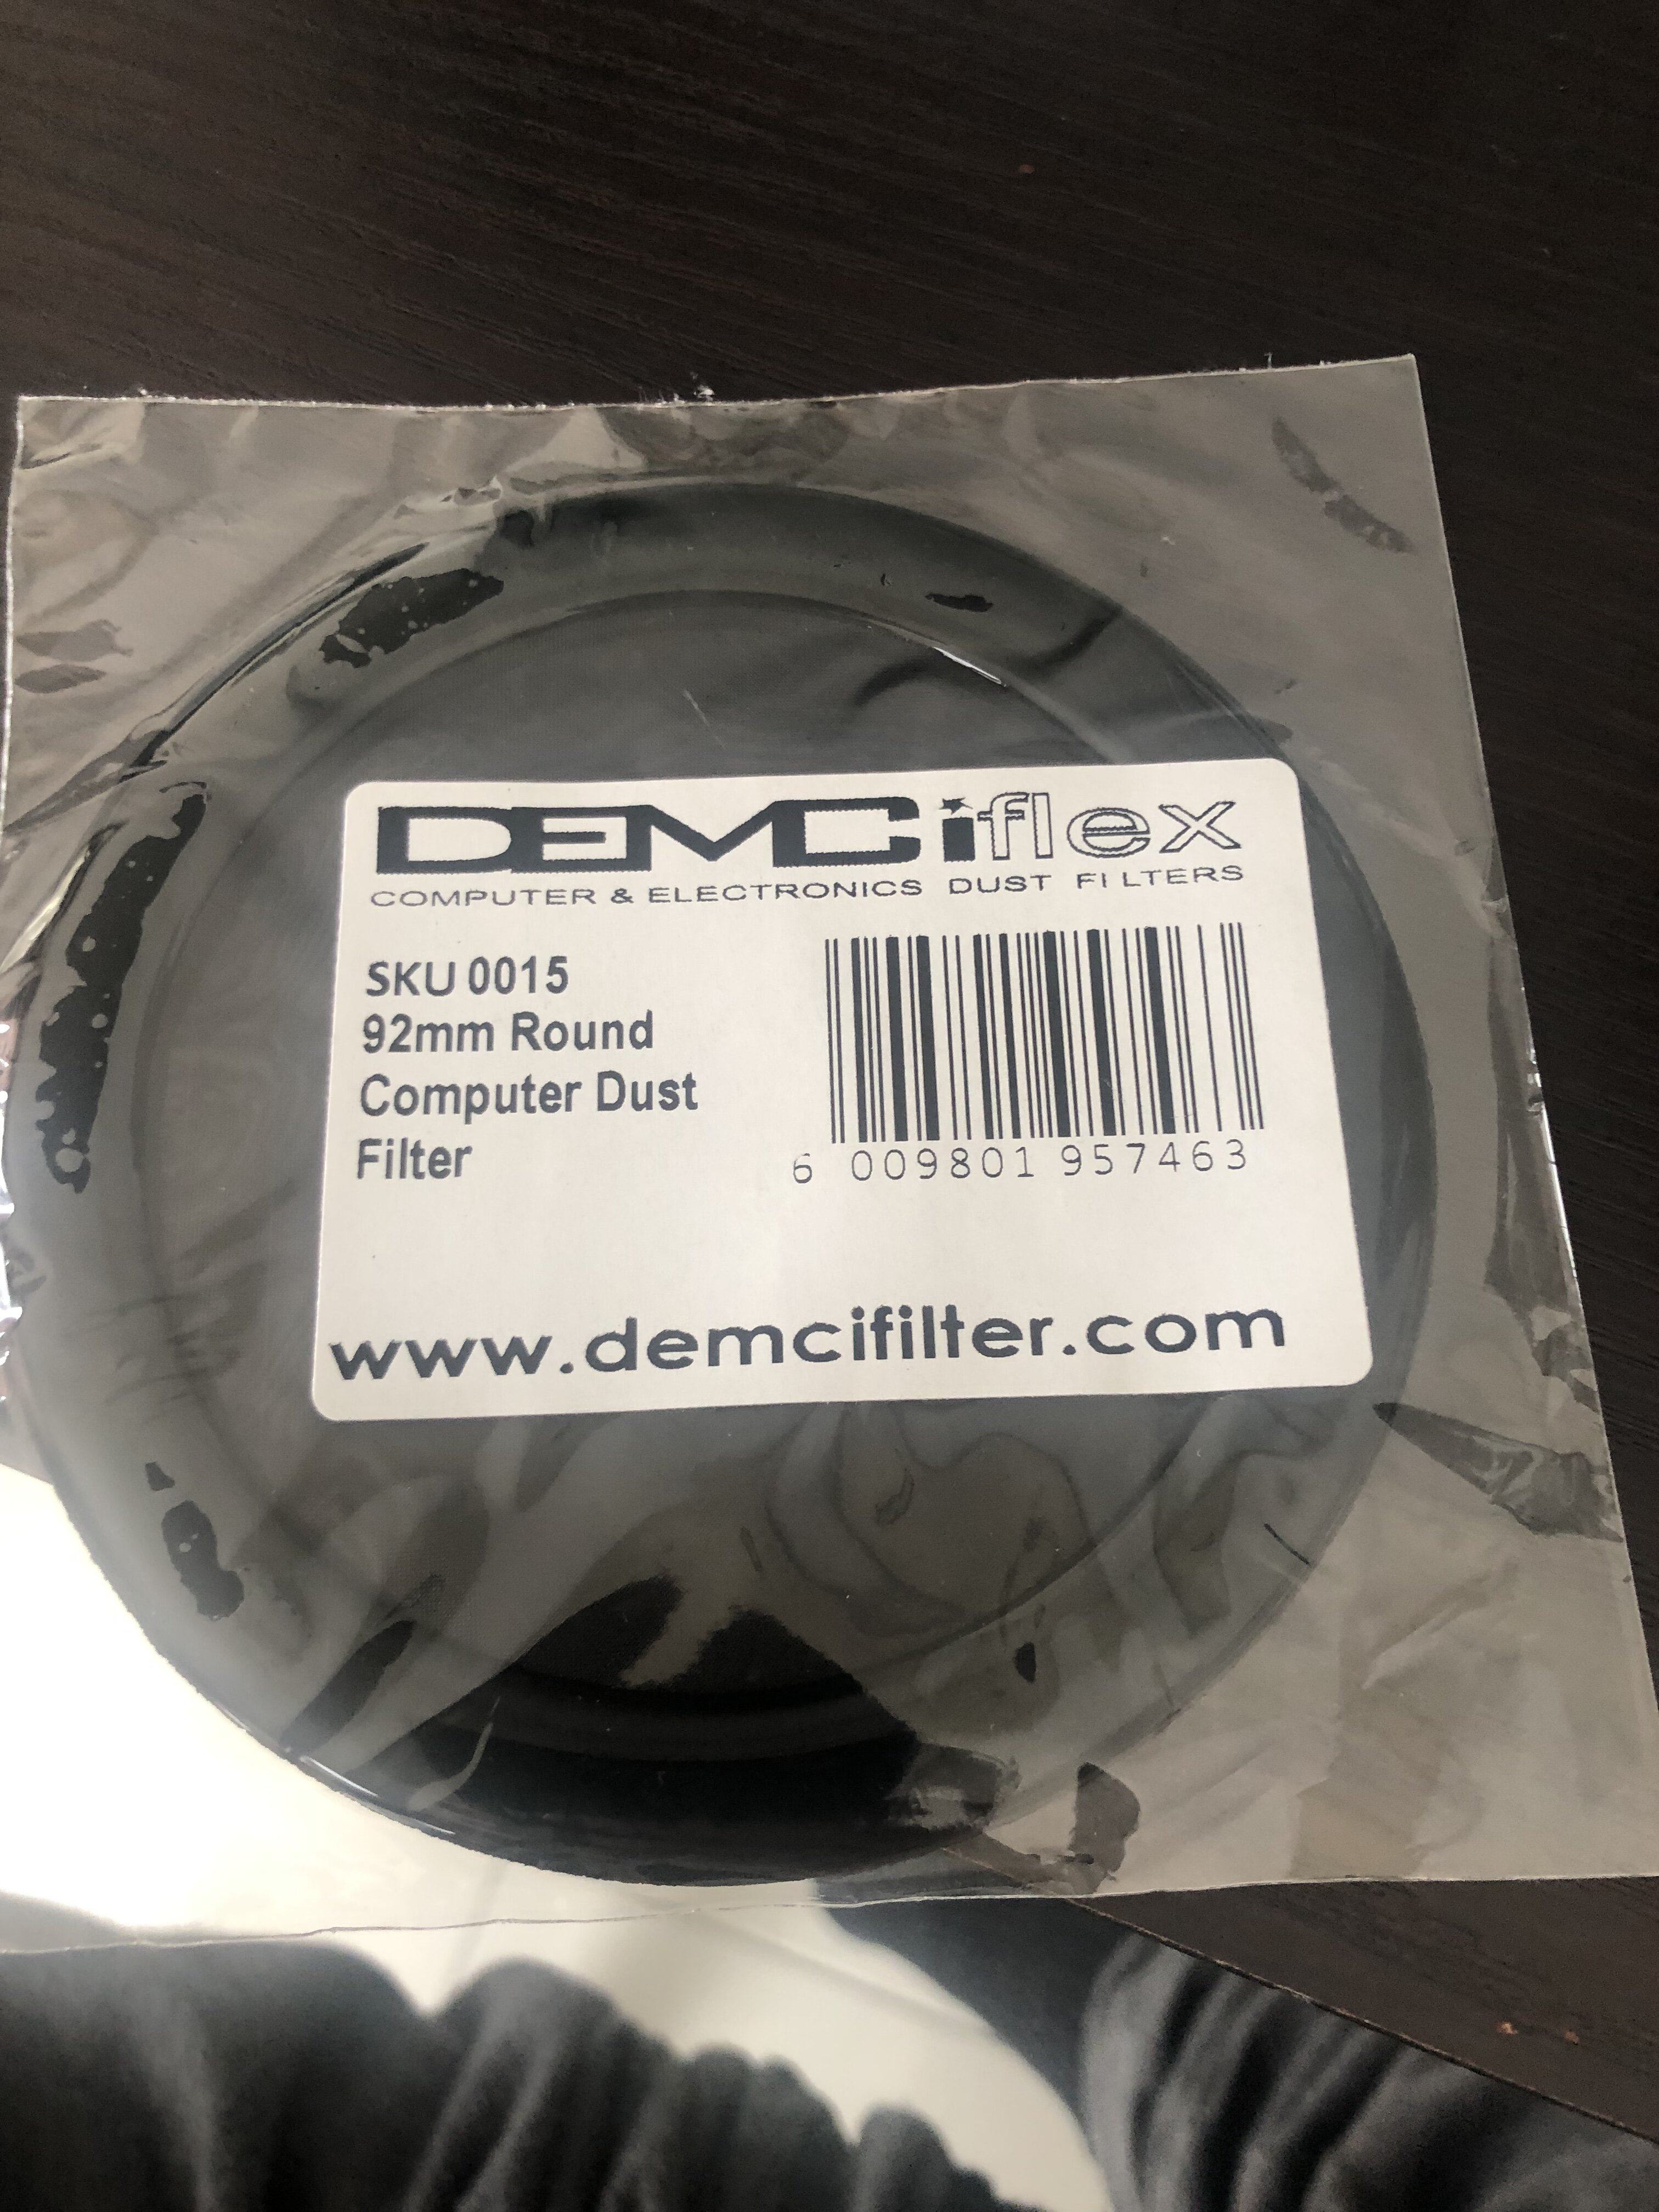 DEMCiflex
COMPUTER & ELECTRONICS DUST FILTERS
SKU 0015
92mm Round
Computer Dust
Filter
6 009801 957463
www.demcifilter.com